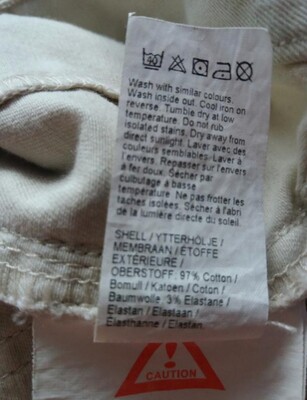 40
Wash with similar colours.
Wash inside out. Cool iron on
reverse. Tumble dry at low
temperature. Do not rub
isolated stains. Dry away from
direct sunlight. Laver avec des
couleurs semblables. Laver à
l'envers. Repasser sur l'envers
à fer doux. Sécher par
culbutage à basse
température. Ne pas frotter les
taches isolées. Sécher à l'abri
de la lumière directe du soleil.
SHELL / YTTERHÖLJE /
MEMBRAAN / ÉTOFFE
EXTÉRIEURE /
OBERSTOFF: 97% Cotton /
Bomull / Katoen / Coton /
Baumwolle: 3% Elastane /
Elastan / Elastaan /
Élasthanne / Elastan
CAUTION